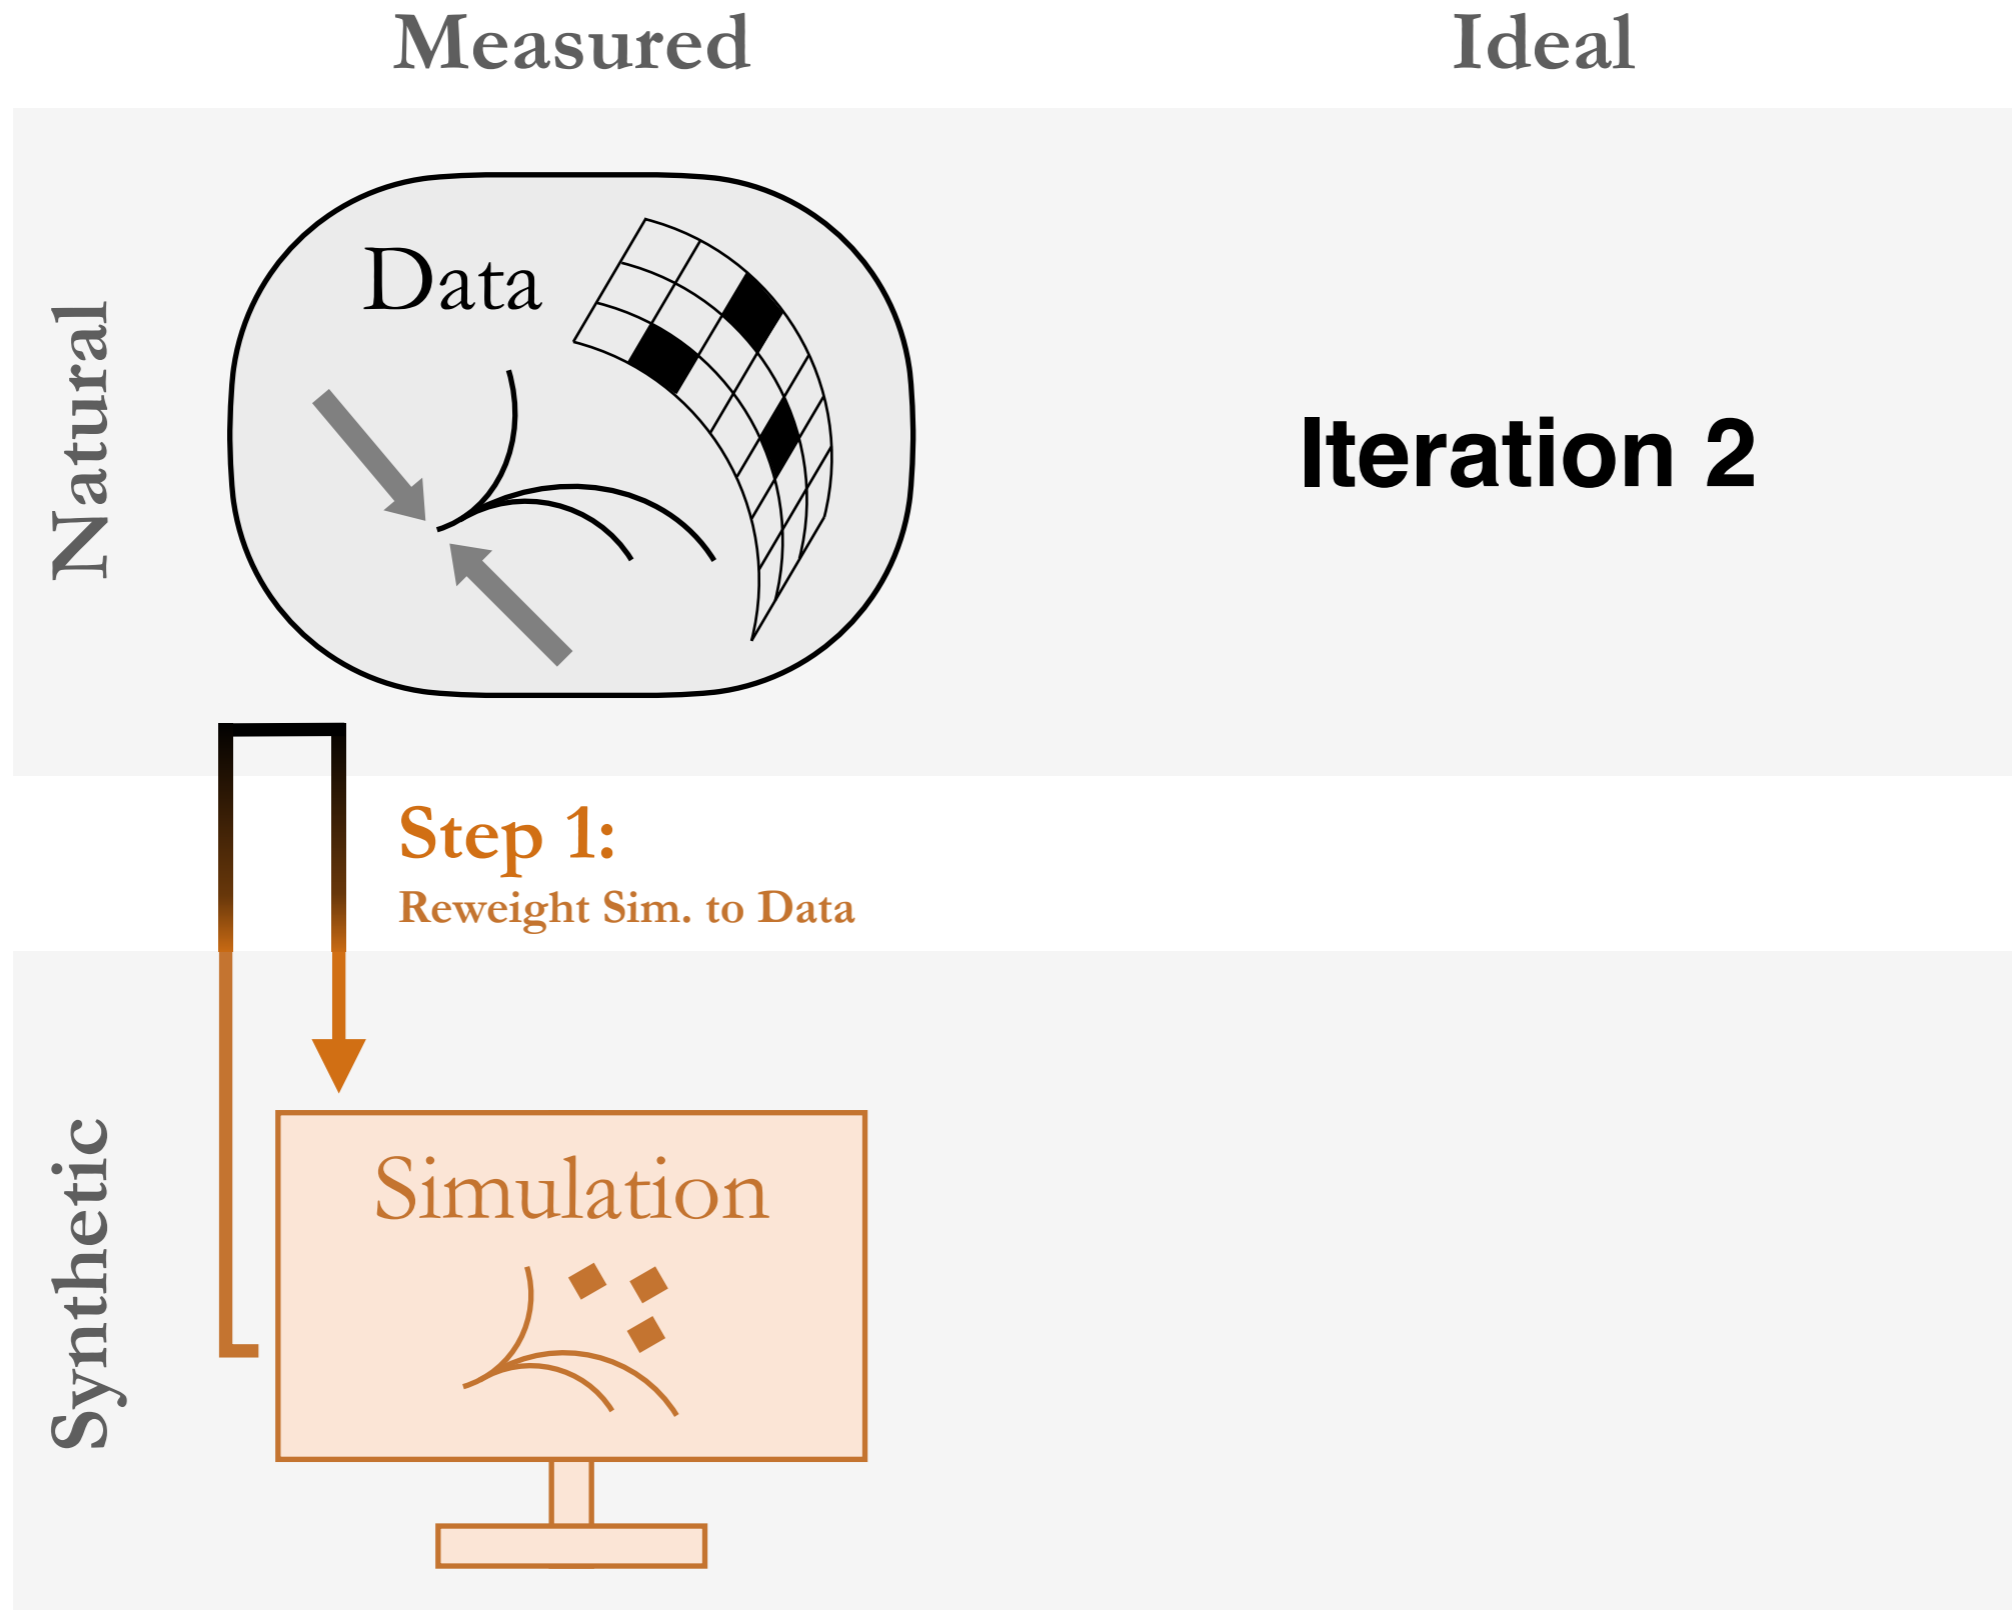 Measured
Ideal
Natural
Data
Iteration 2
Step 1:
Reweight Sim. to Data
Synthetic
Simulation